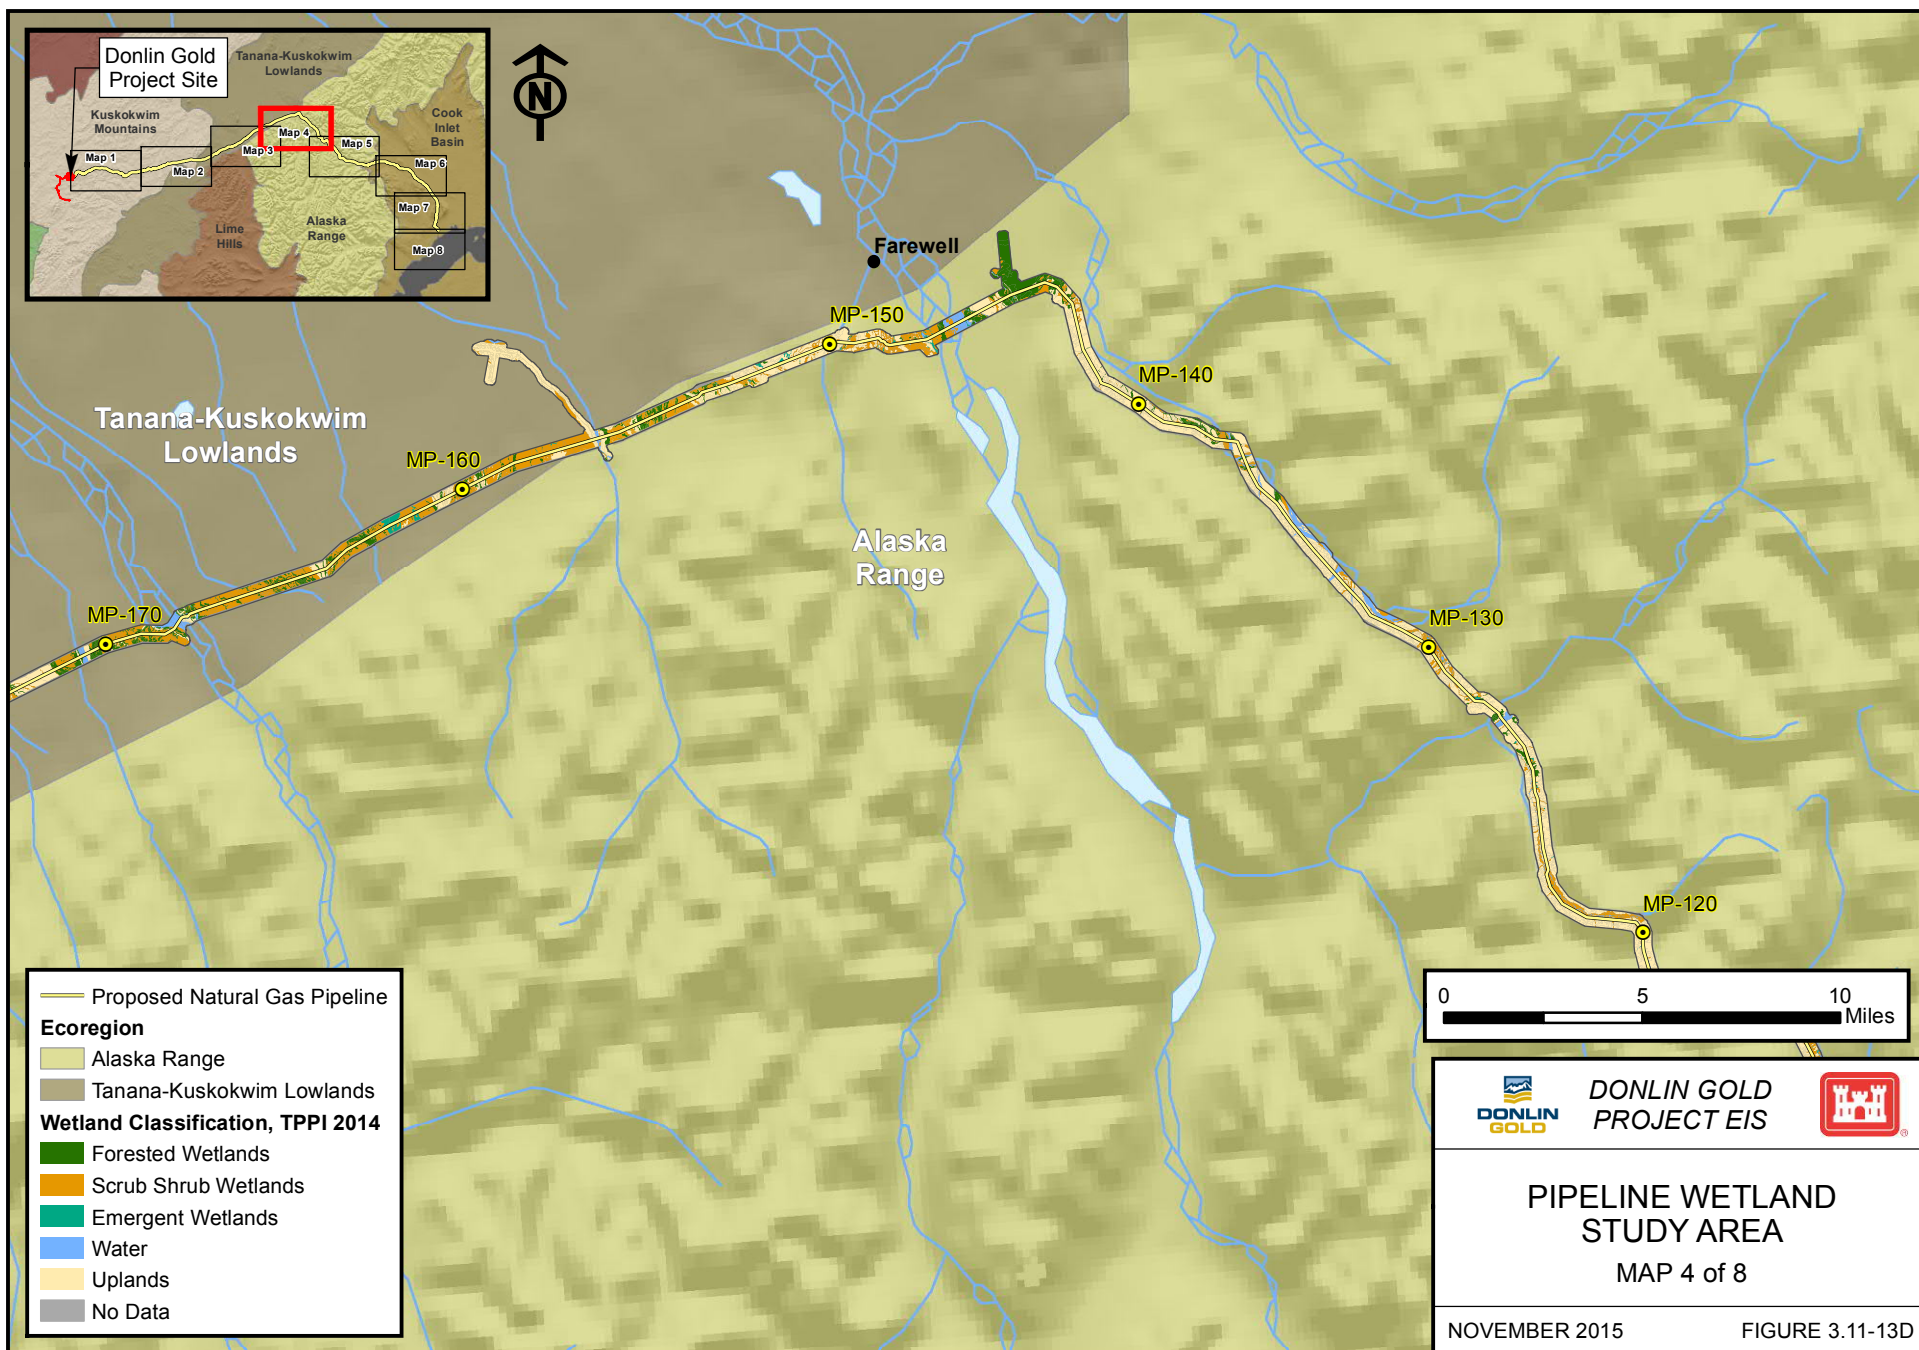 Donlin Gold
Project Site
Tanana-Kuskokwim
Lowlands
Kuskokwim
Mountains
Cook
Inlet
Basin
Map 1
Map 2
Map 3
Map 4
Map 5
Map 6
Map 7
Map 8
Lime
Hills
Alaska
Range
N
Farewell
MP-150
MP-140
Tanana-Kuskokwim
Lowlands
MP-160
Alaska
Range
MP-170
MP-130
MP-120
Proposed Natural Gas Pipeline
Ecoregion
Alaska Range
Tanana-Kuskokwim Lowlands
Wetland Classification, TPPI 2014
Forested Wetlands
Scrub Shrub Wetlands
Emergent Wetlands
Water
Uplands
No Data
0 5 10
Miles
DONLIN
GOLD
DONLIN GOLD
PROJECT EIS
®
PIPELINE WETLAND
STUDY AREA
MAP 4 of 8
NOVEMBER 2015 FIGURE 3.11-13D